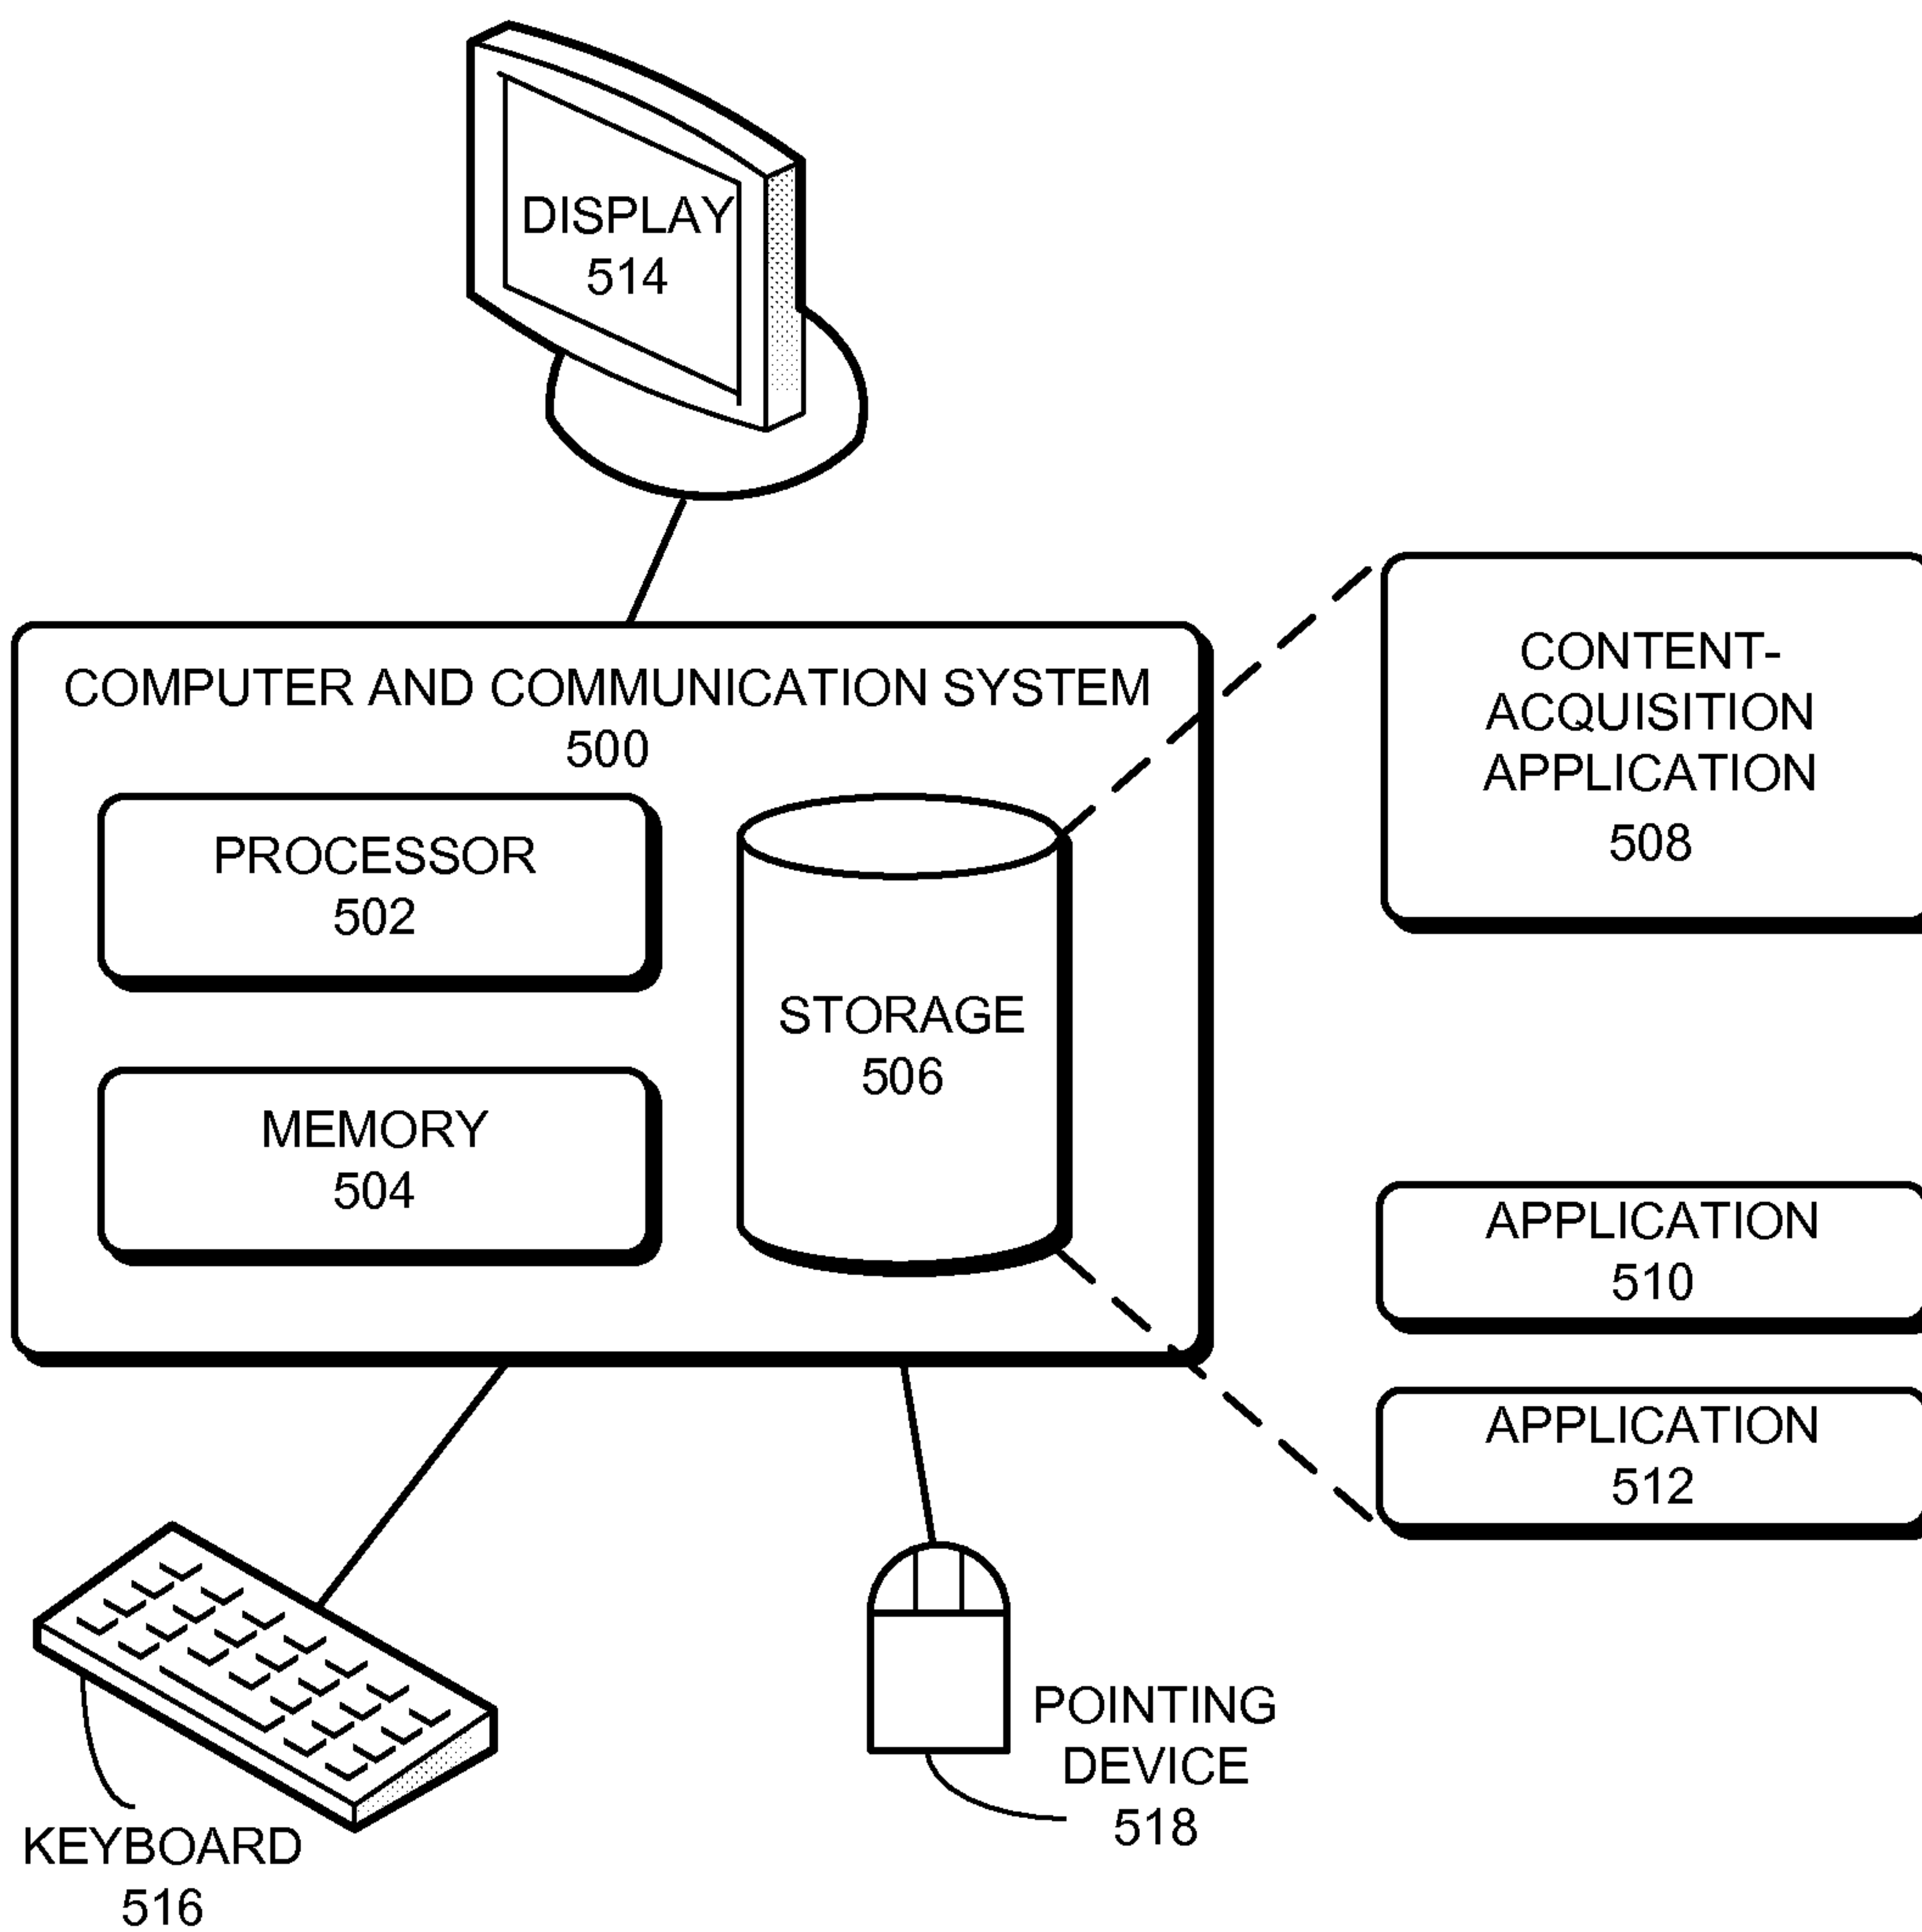 DISPLAY
514
COMPUTER AND COMMUNICATION SYSTEM
500
PROCESSOR
502
MEMORY
504
STORAGE
506
CONTENT-
ACQUISITION
APPLICATION
508
APPLICATION
510
APPLICATION
512
KEYBOARD
516
POINTING
DEVICE
518